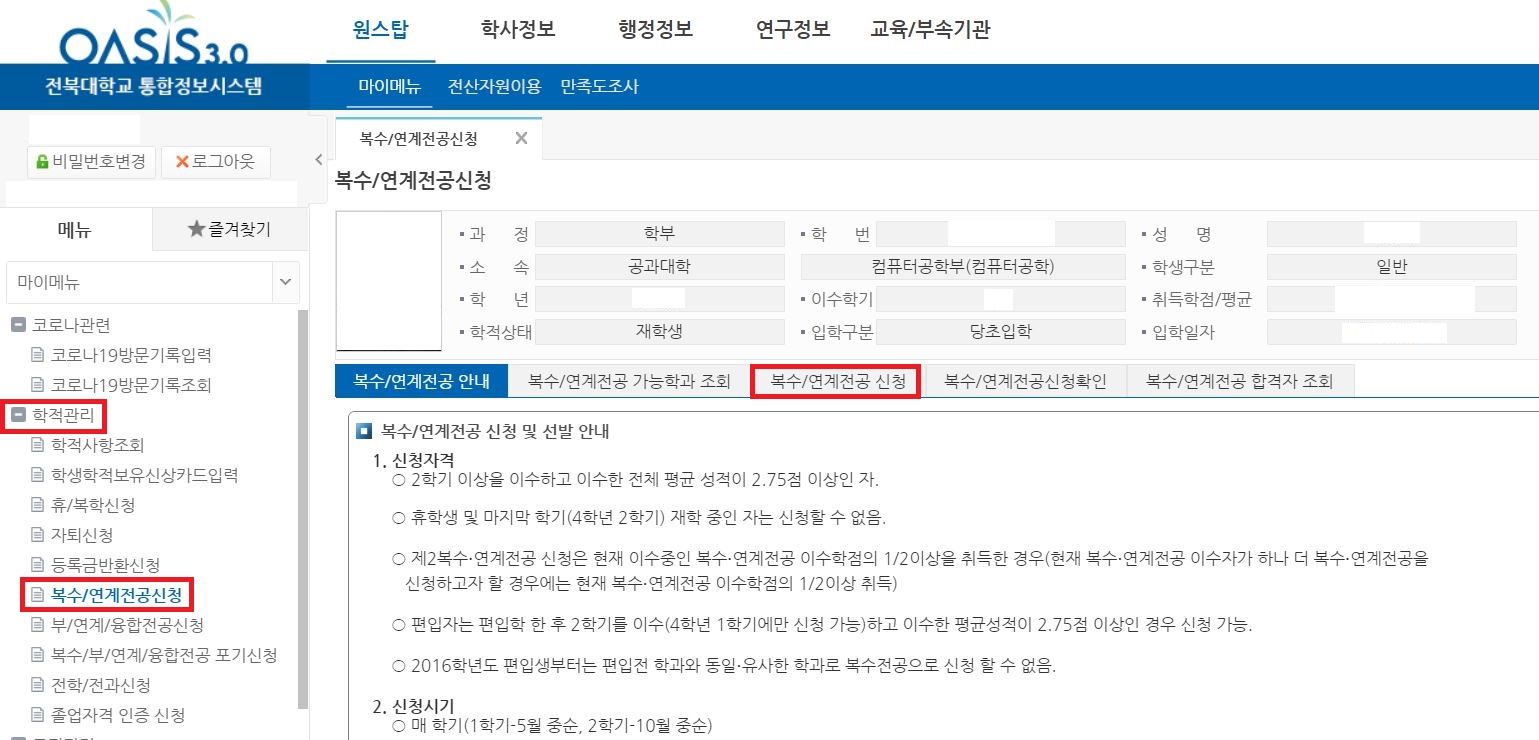 OASIS 3.0
전북대학교 통합정보시스템
원스탑 학사정보 행정정보 연구정보 교육/부속기관
마이메뉴 전산자원이용 만족도조사
비밀번호변경 로그아웃
메뉴 즐겨찾기
마이메뉴
코로나관련
코로나19방문기록입력
코로나19방문기록조회
학적관리
학적사항조회
학생학적보유신상카드입력
휴/복학신청
자퇴신청
등록금반환신청
복수/연계전공신청
부/연계/융합전공신청
복수/부/연계/융합전공 포기신청
전학/전과신청
졸업자격 인증 신청
복수/연계전공신청
복수/연계전공신청
과 정 학부 학 번 성 명
소 속 공과대학 컴퓨터공학부(컴퓨터공학) 학생구분 일반
학 년 이수학기 취득학점/평균
학적상태 재학생 입학구분 당초입학 입학일자
복수/연계전공 안내 복수/연계전공 가능학과 조회 복수/연계전공 신청 복수/연계전공신청확인 복수/연계전공 합격자 조회
복수/연계전공 신청 및 선발 안내
1. 신청자격
○ 2학기 이상을 이수하고 이수한 전체 평균 성적이 2.75점 이상인 자.
○ 휴학생 및 마지막 학기(4학년 2학기) 재학 중인 자는 신청할 수 없음.
○ 제2복수·연계전공 신청은 현재 이수중인 복수·연계전공 이수학점의 1/2이상을 취득한 경우(현재 복수·연계전공 이수자가 하나 더 복수·연계전공을
신청하고자 할 경우에는 현재 복수·연계전공 이수학점의 1/2이상 취득)
○ 편입자는 편입학 한 후 2학기를 이수(4학년 1학기에만 신청 가능)하고 이수한 평균성적이 2.75점 이상인 경우 신청 가능.
○ 2016학년도 편입생부터는 편입전 학과와 동일·유사한 학과로 복수전공으로 신청 할 수 없음.
2. 신청시기
○ 매 학기(1학기-5월 중순, 2학기-10월 중순)